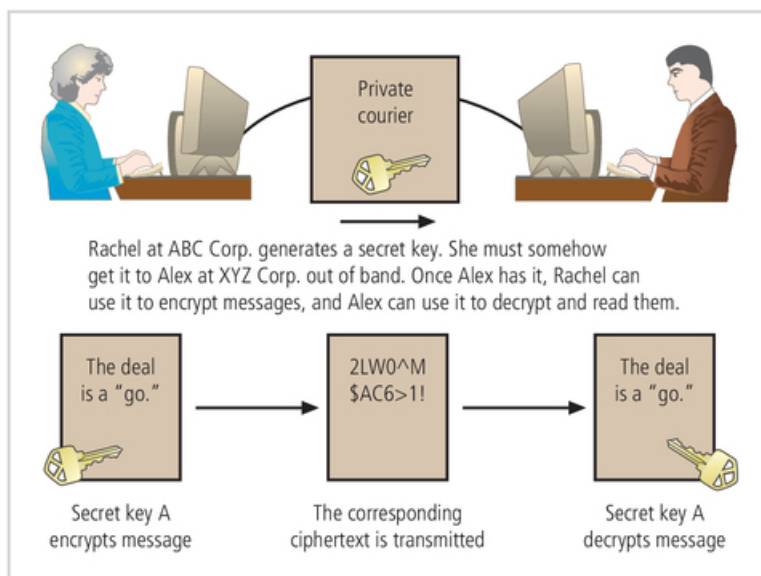 Private
courier
Rachel at ABC Corp. generates a secret key. She must somehow
get it to Alex at XYZ Corp. out of band. Once Alex has it, Rachel can
use it to encrypt messages, and Alex can use it to decrypt and read them.
The deal
is a “go.”
2LW0^M
$AC6>1!
The deal
is a “go.”
Secret key A
encrypts message
The corresponding
ciphertext is transmitted
Secret key A
decrypts message